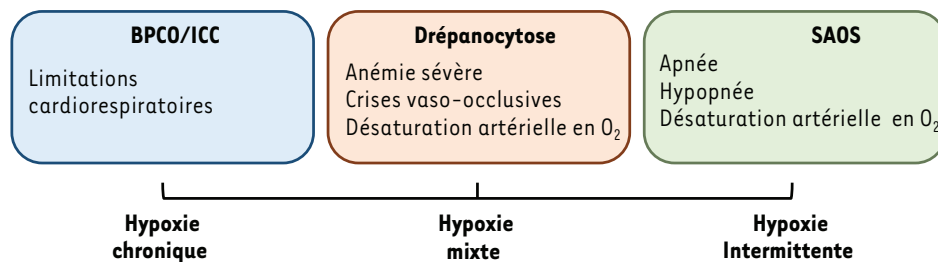 BPCO/ICC
Limitations
cardiorespiratoires
Drépanocytose
Anémie sévère
Crises vaso-occlusives
Désaturation artérielle en O₂
SAOS
Apnée
Hypopnée
Désaturation artérielle en O₂
Hypoxie
chronique
Hypoxie
mixte
Hypoxie
Intermittente